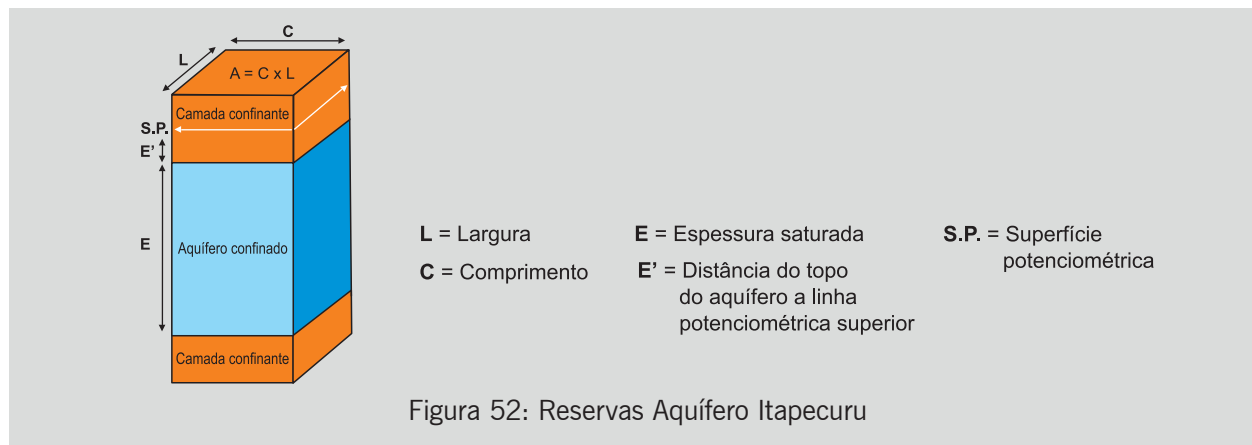 C
L
A = C x L
Camada confinante
S.P.
E’
E
Aquífero confinado
Camada confinante
L = Largura
C = Comprimento
E = Espessura saturada
E’ = Distância do topo
do aquífero a linha
potenciométrica superior
S.P. = Superfície
potenciométrica
Figura 52: Reservas Aquífero Itapecuru